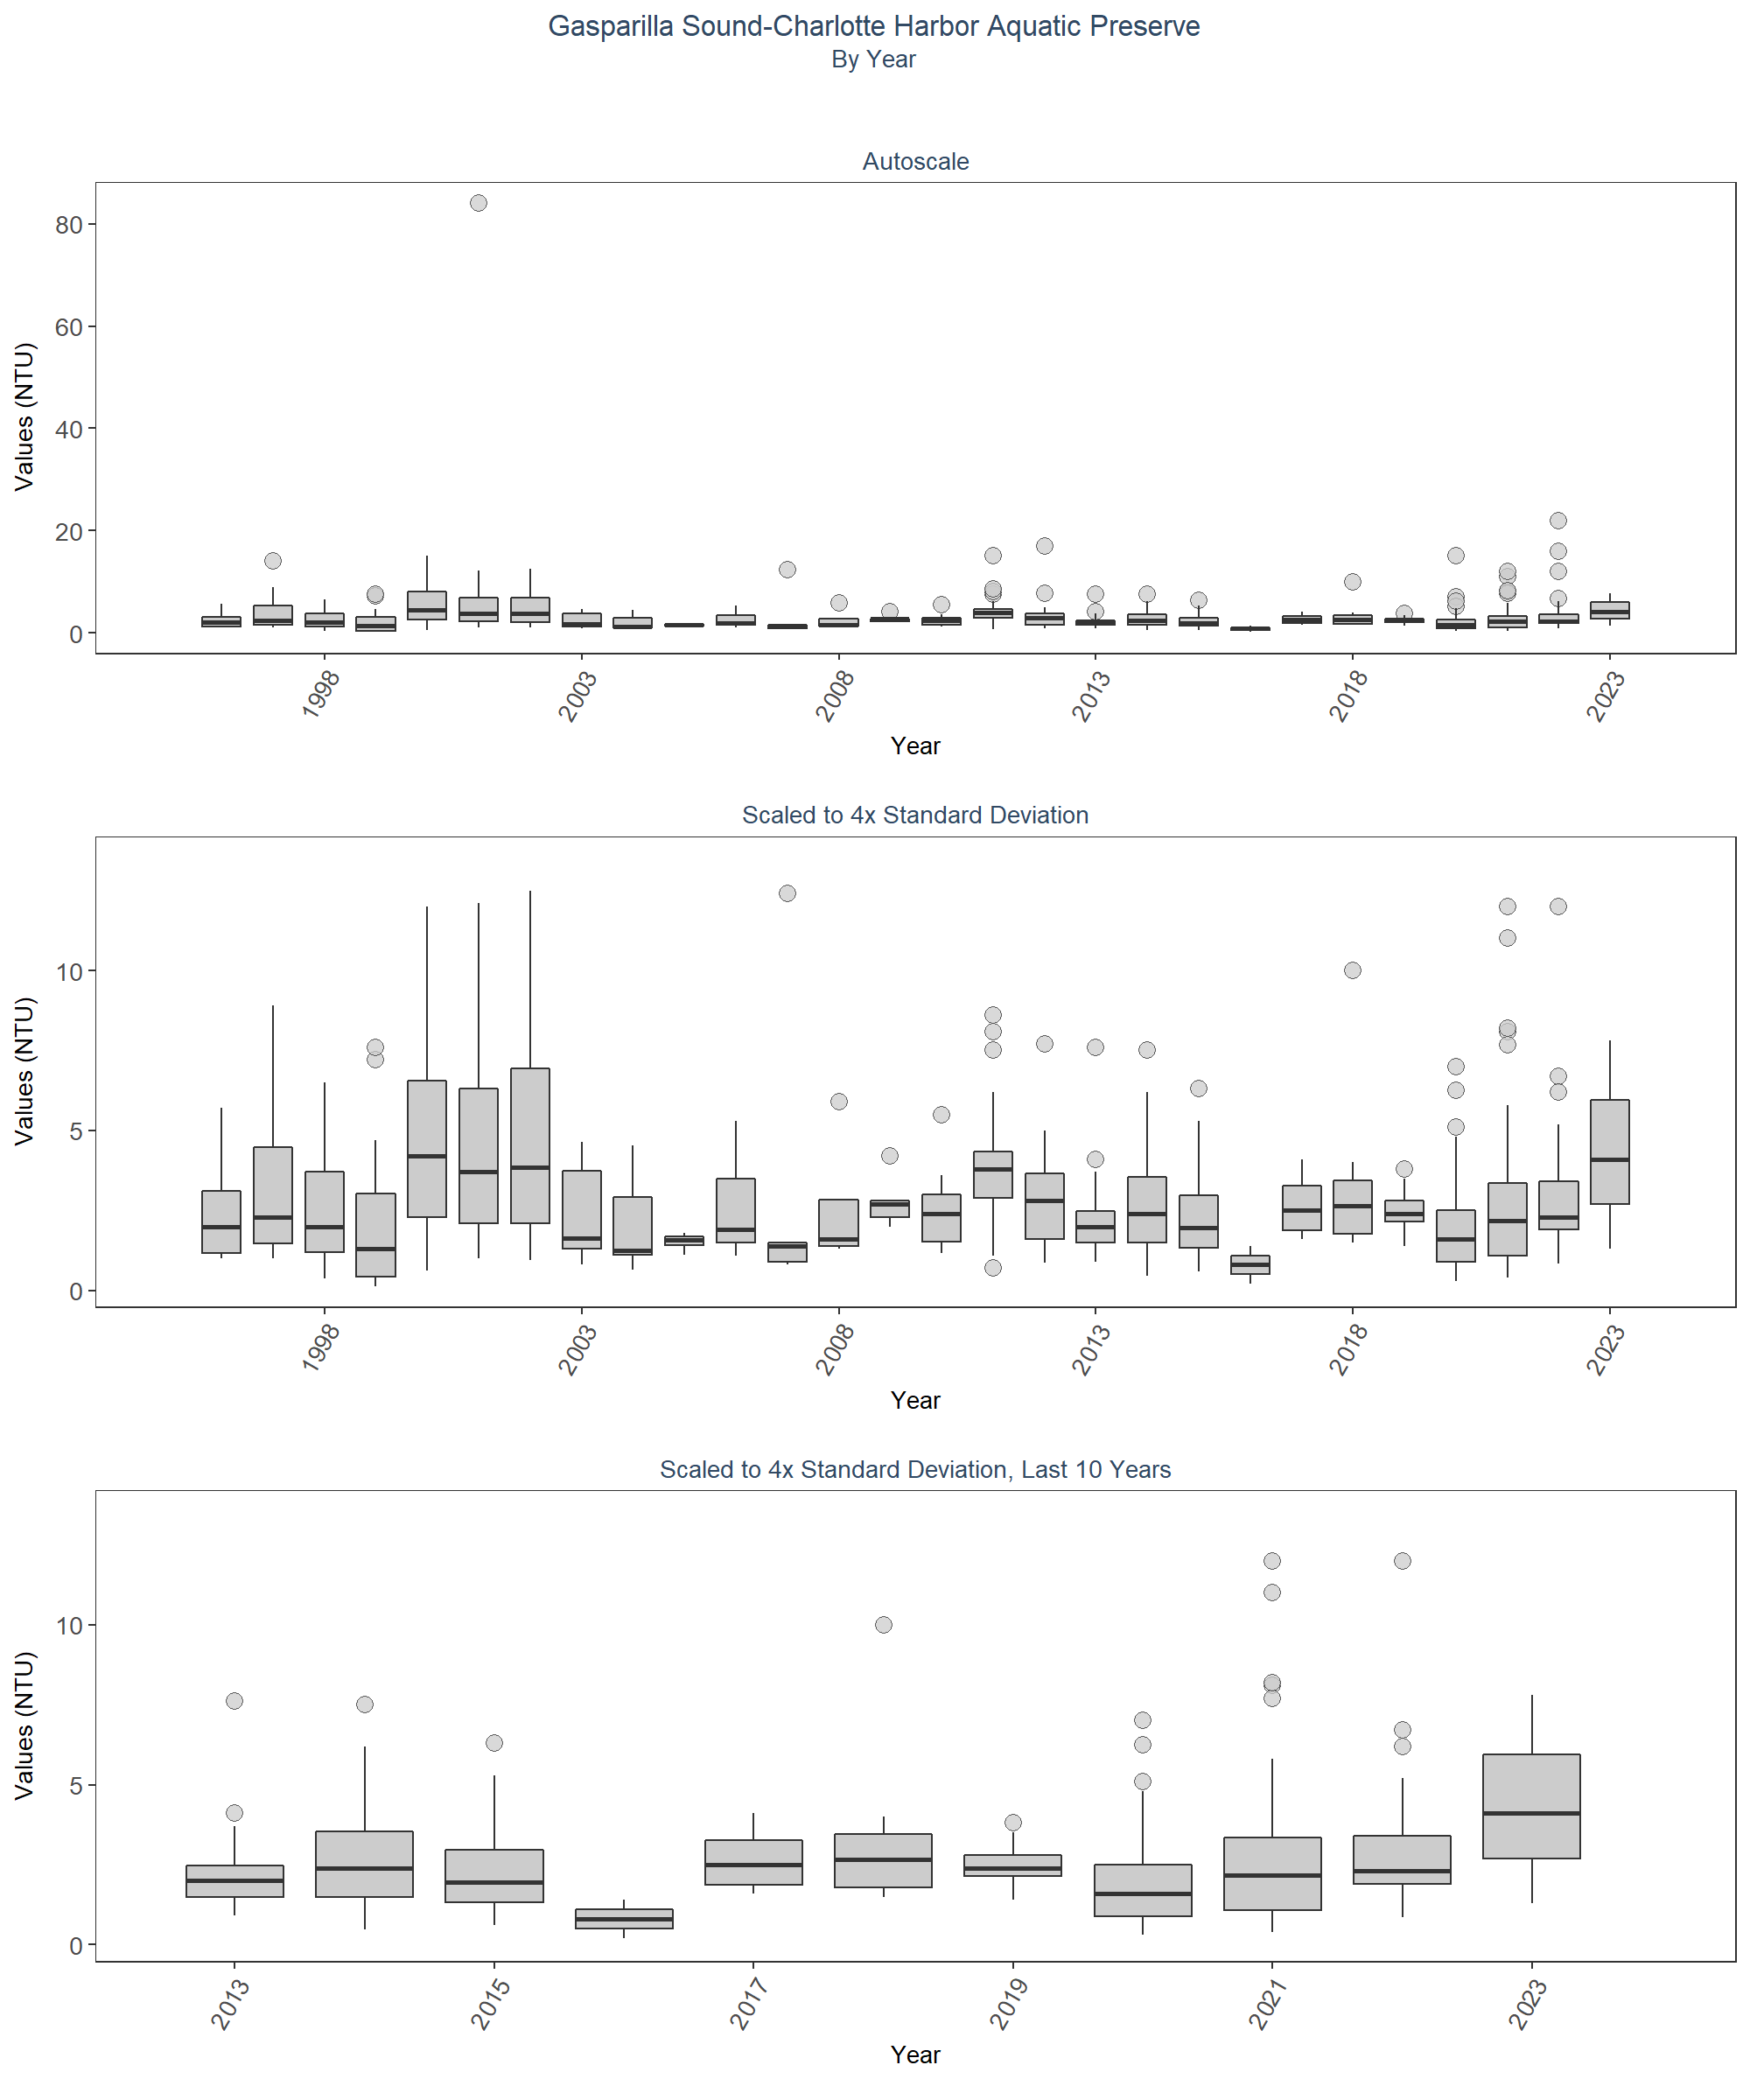 Gasparilla Sound-Charlotte Harbor Aquatic Preserve
By Year
Autoscale
Values (NTU)
80
60
40
20
0
1998
2003
2008
2013
2018
2023
Year
Scaled to 4x Standard Deviation
Values (NTU)
10
5
0
1998
2003
2008
2013
2018
2023
Year
Scaled to 4x Standard Deviation, Last 10 Years
Values (NTU)
10
5
0
2013
2015
2017
2019
2021
2023
Year